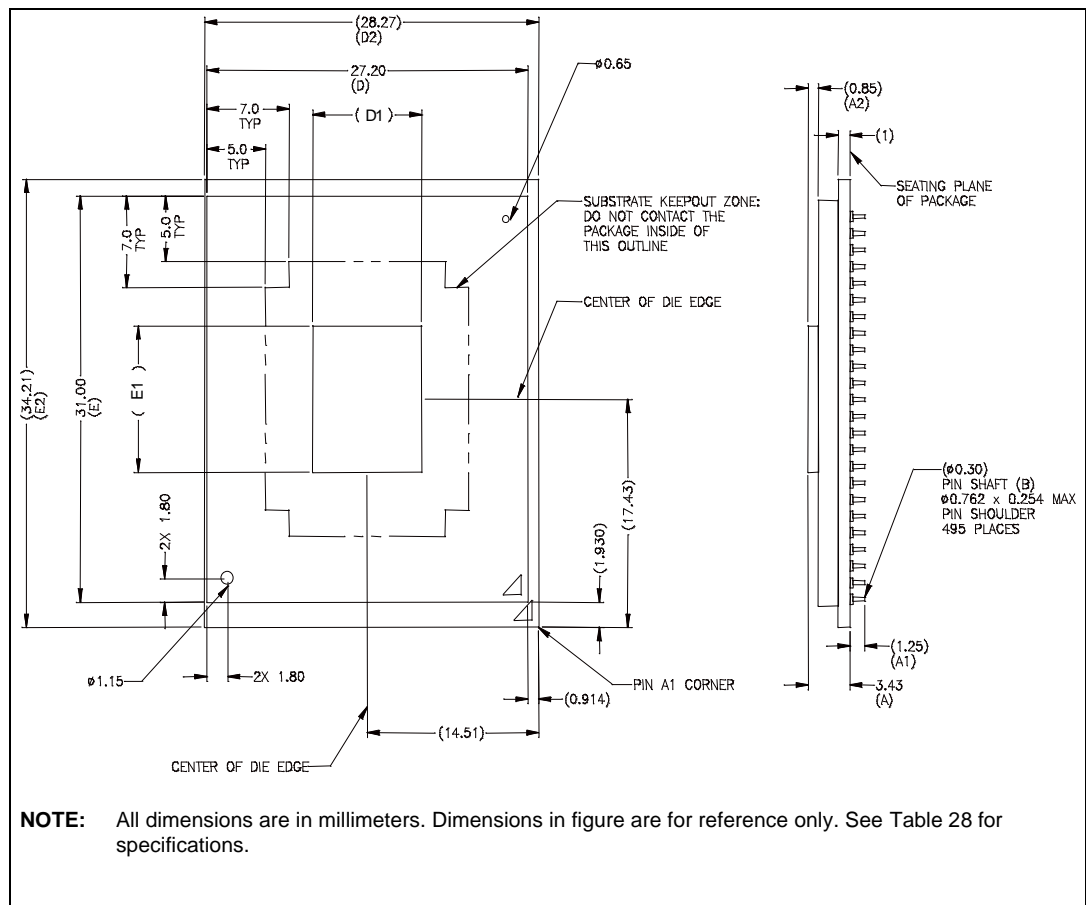 (28.27)
(D2)
27.20
(D)
7.0
TYP
( D1 )
5.0
TYP
ø0.65
(0.85)
(A2)
(1)
SEATING PLANE
OF PACKAGE
7.0
TYP
5.0
TYP
SUBSTRATE KEEPOUT ZONE:
DO NOT CONTACT THE
PACKAGE INSIDE OF
THIS OUTLINE
CENTER OF DIE EDGE
(34.21)
(E2)
31.00
(E)
( E1 )
2X 1.80
(17.43)
(1.930)
(ø0.30)
PIN SHAFT (B)
ø0.762 x 0.254 MAX
PIN SHOULDER
495 PLACES
ø1.15
2X 1.80
PIN A1 CORNER
(0.914)
(1.25)
(A1)
3.43
(A)
(14.51)
CENTER OF DIE EDGE
NOTE: All dimensions are in millimeters. Dimensions in figure are for reference only. See Table 28 for
specifications.